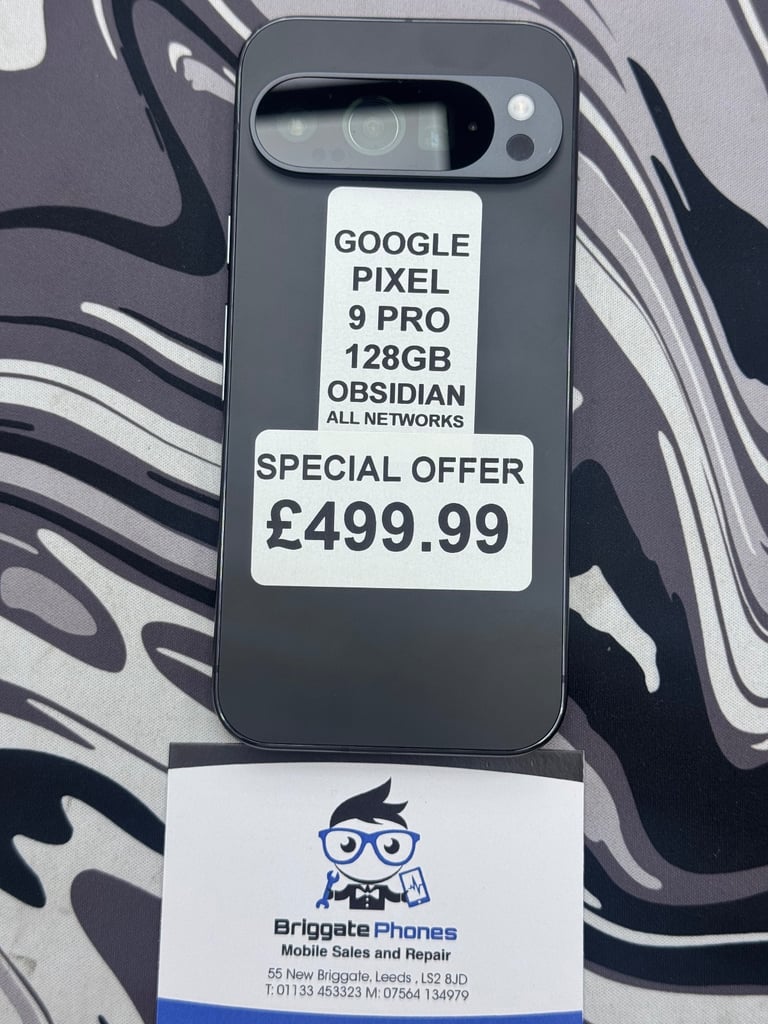 GOOGLE
PIXEL
9 PRO
128GB
OBSIDIAN
ALL NETWORKS
SPECIAL OFFER
£499.99
Briggate Phones
Mobile Sales and Repair
55 New Briggate, Leeds , LS2 8JD
T: 01133 453323 M: 07564 134979